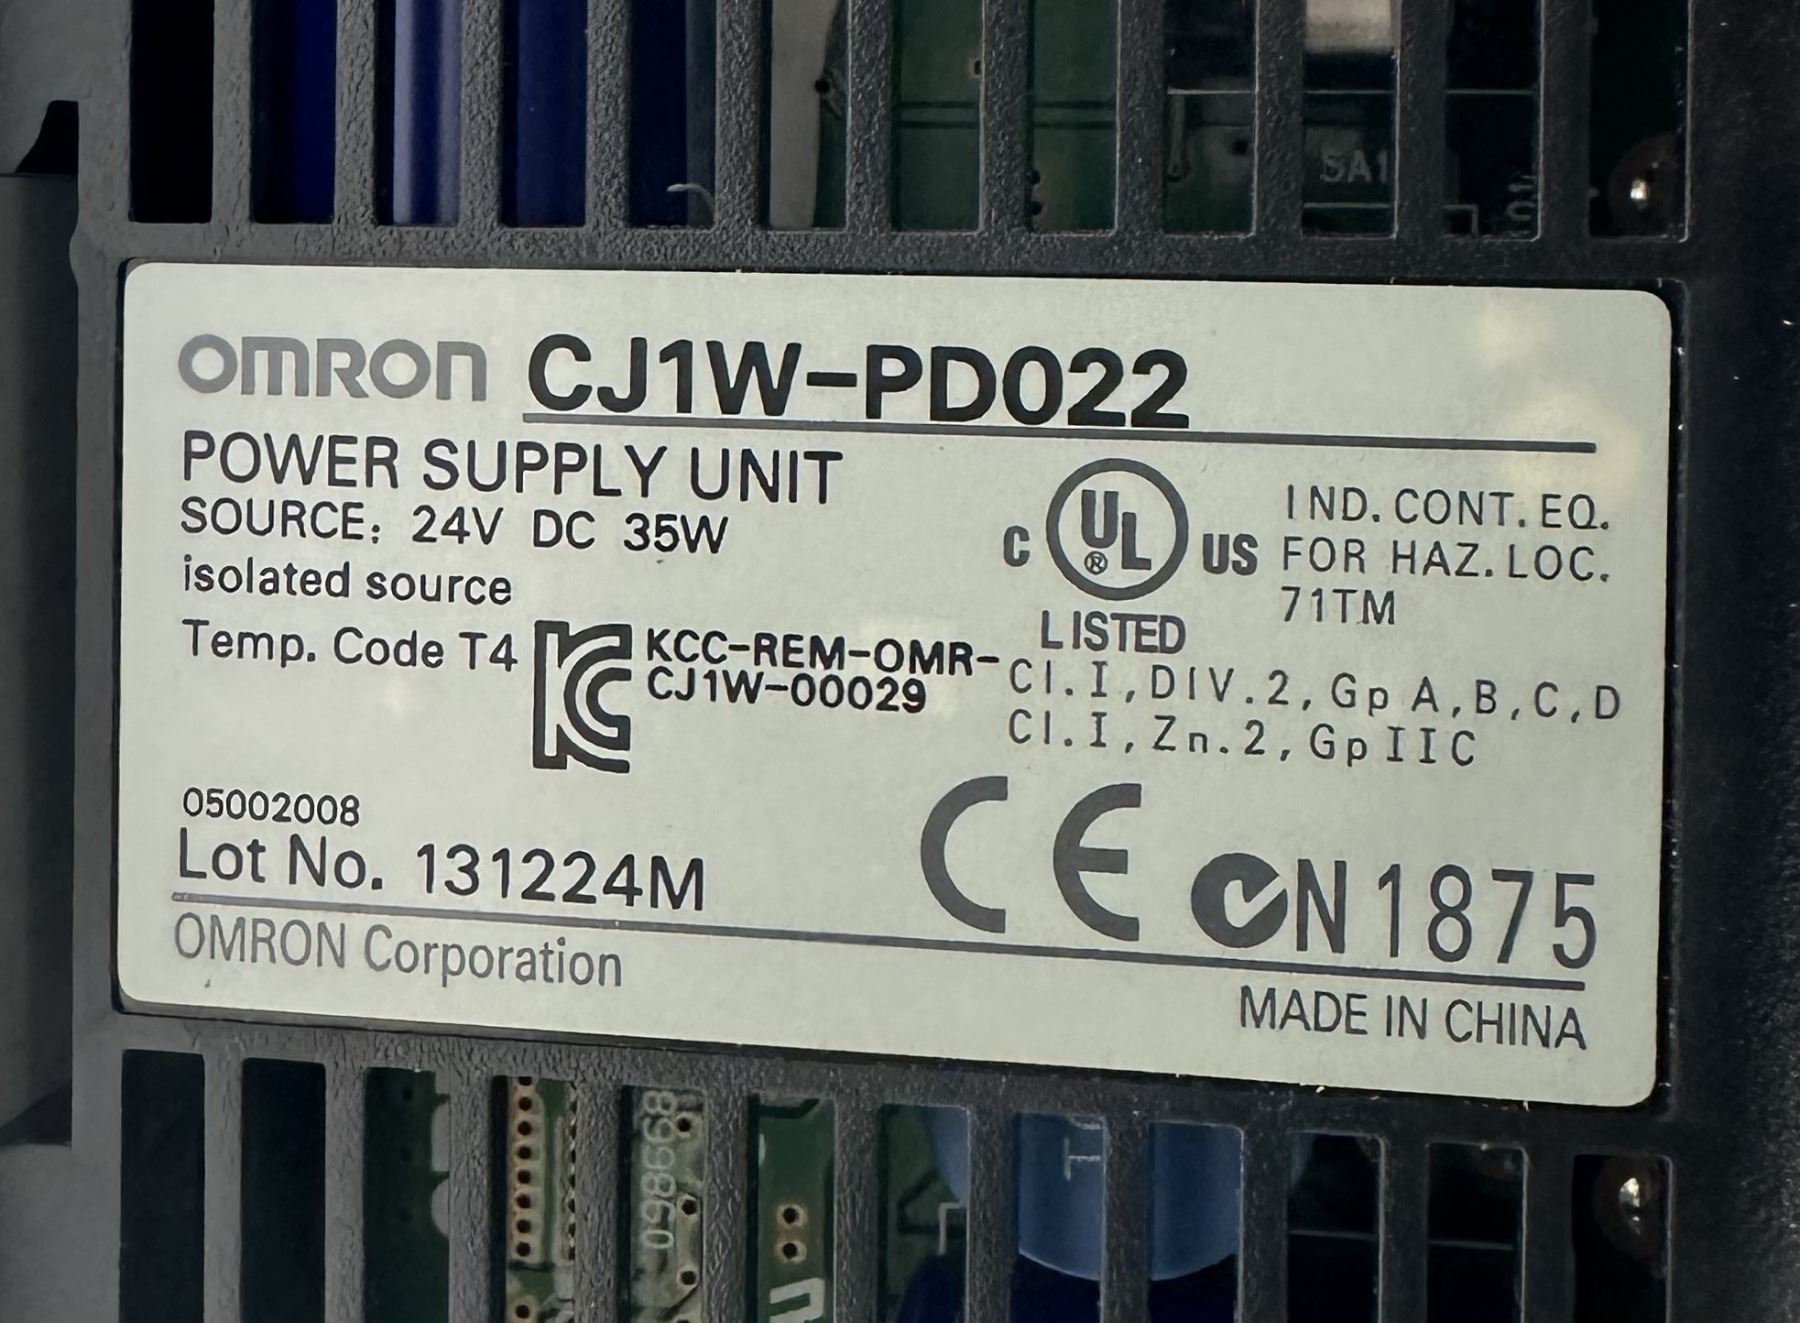 SA1
OMRON CJ1W-PD022
POWER SUPPLY UNIT
SOURCE: 24V DC 35W
isolated source
Temp. Code T4
KCC-REM-OMR-
CJ1W-00029
C UL® US
LISTED
IND. CONT. EQ.
FOR HAZ. LOC.
71TM
Cl. I, DIV. 2, Gp A, B, C, D
Cl. I, Zn. 2, Gp IIC
05002008
Lot No. 131224M
CE N1875
OMRON Corporation
MADE IN CHINA
098668